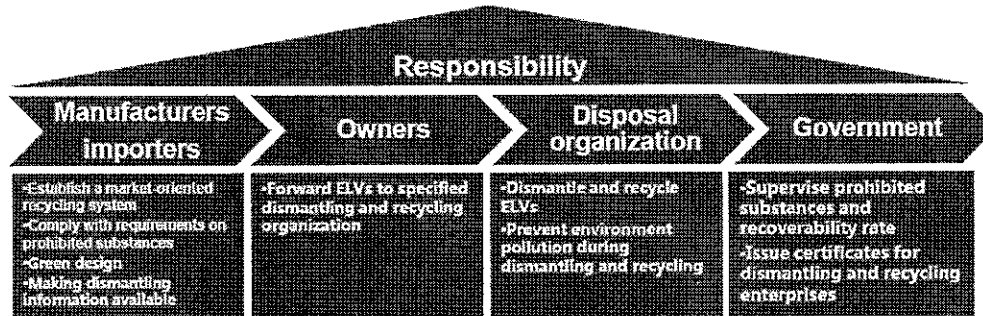 Responsibility
Manufacturers
importers
Owners
Disposal
organization
Government
•Establish a market-oriented
recycling system
•Comply with requirements on
prohibited substances
•Green design
•Making dismantling
information available
•Forward ELVs to specified
dismantling and recycling
organization
•Dismantle and recycle
ELVs
•Prevent environment
pollution during
dismantling and recycling
•Supervise prohibited
substances and
recoverability rate
•Issue certificates for
dismantling and recycling
enterprises